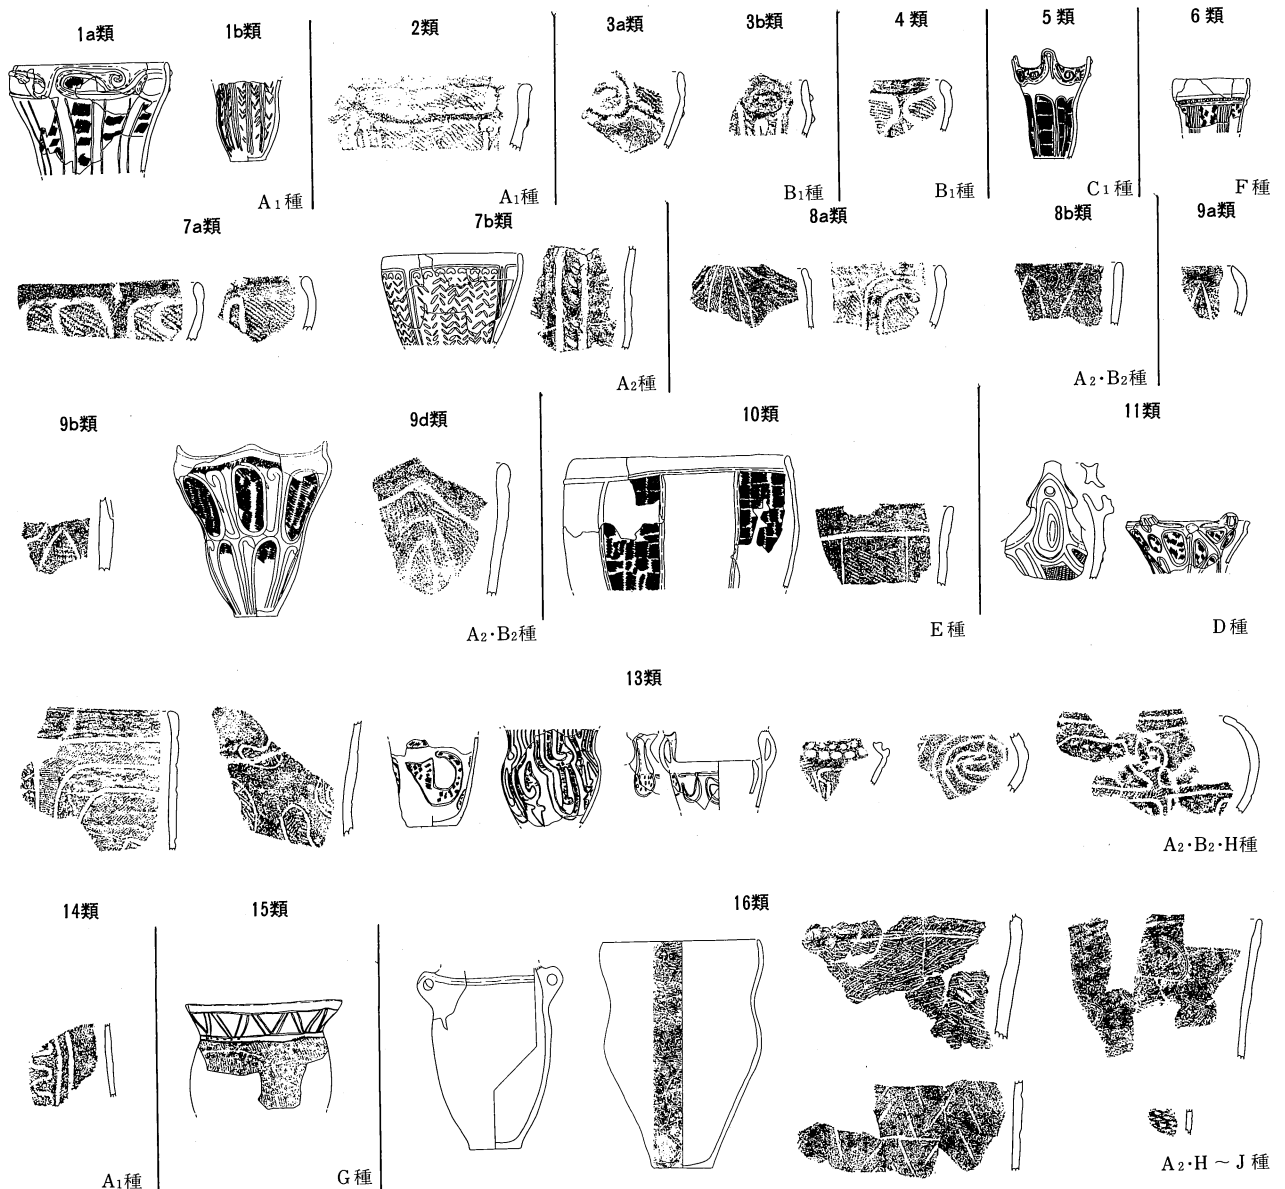 1a類 1b類 2類 3a類 3b類 4類 5類 6類
A1種 A1種 B1種 B1種 C1種 F種
7a類 7b類 8a類 8b類 9a類
A2種 A2・B2種
9b類 9d類 10類 11類
A2・B2種 E種 D種
13類
A2・B2・H種
14類 15類 16類
A1種 G種 A2・H～J種